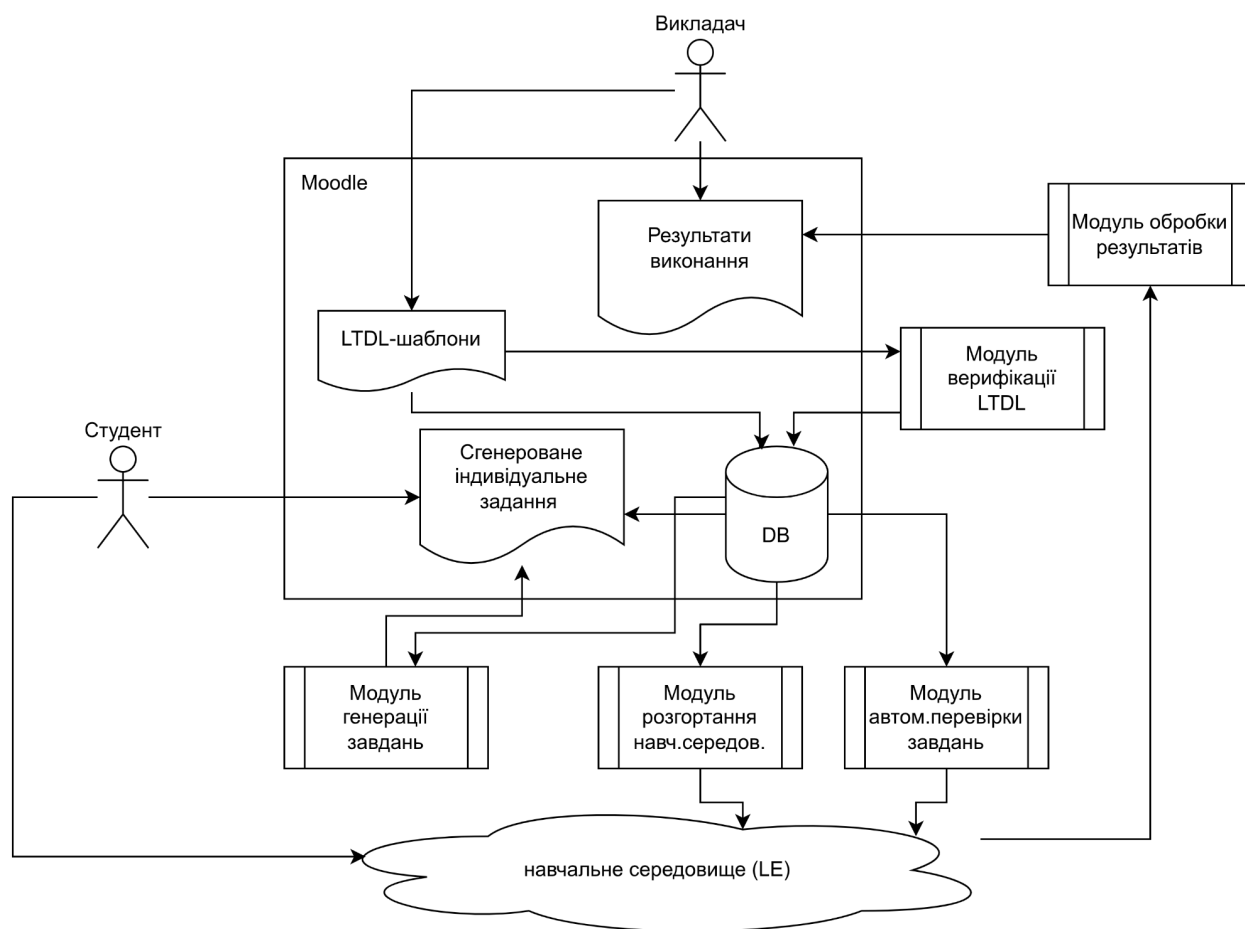 Викладач
Moodle
Результати
виконання
Модуль обробки
результатів
LTDL-шаблони
Модуль
верифікації
LTDL
Студент
Сгенероване
індивідуальне
задання
DB
Модуль
генерації
завдань
Модуль
розгортання
навч.середов.
Модуль
автом.перевірки
завдань
навчальне середовище (LE)